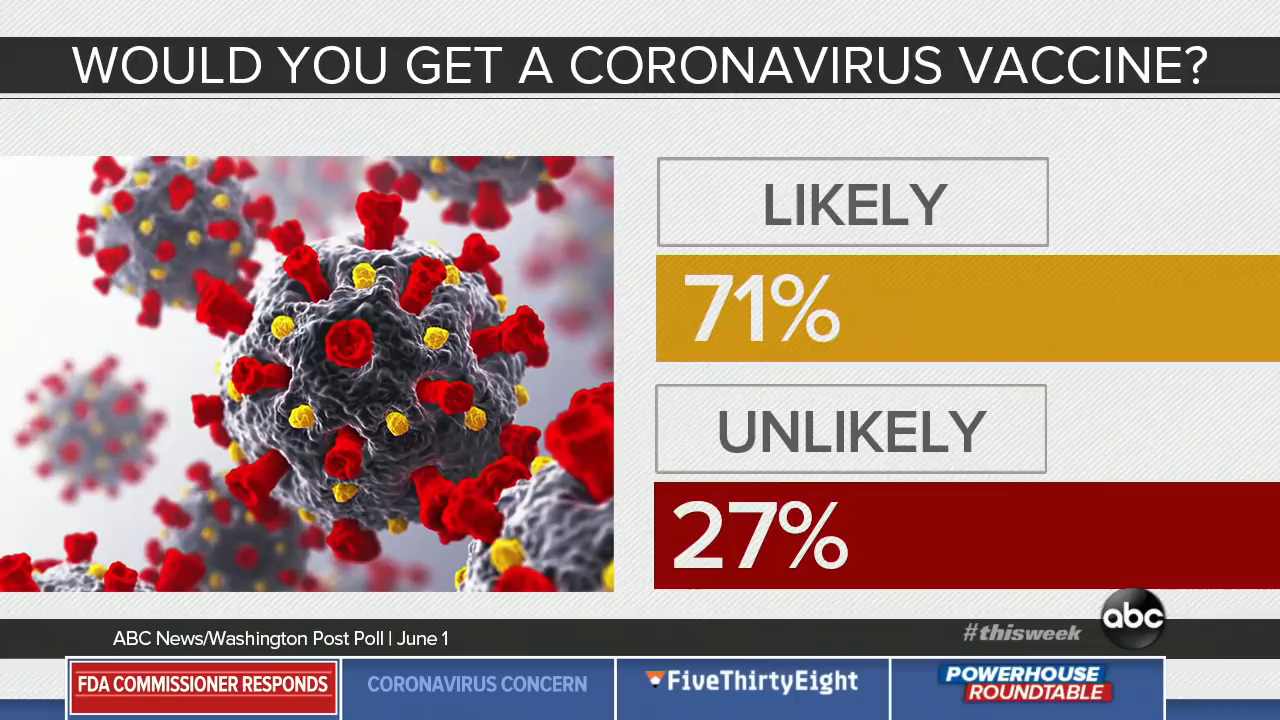 WOULD YOU GET A CORONAVIRUS VACCINE?
LIKELY
71%
UNLIKELY
27%
ABC News/Washington Post Poll | June 1
#thisweek
abc
FDA COMMISSIONER RESPONDS
CORONAVIRUS CONCERN
FiveThirtyEight
POWERHOUSE
ROUNDTABLE